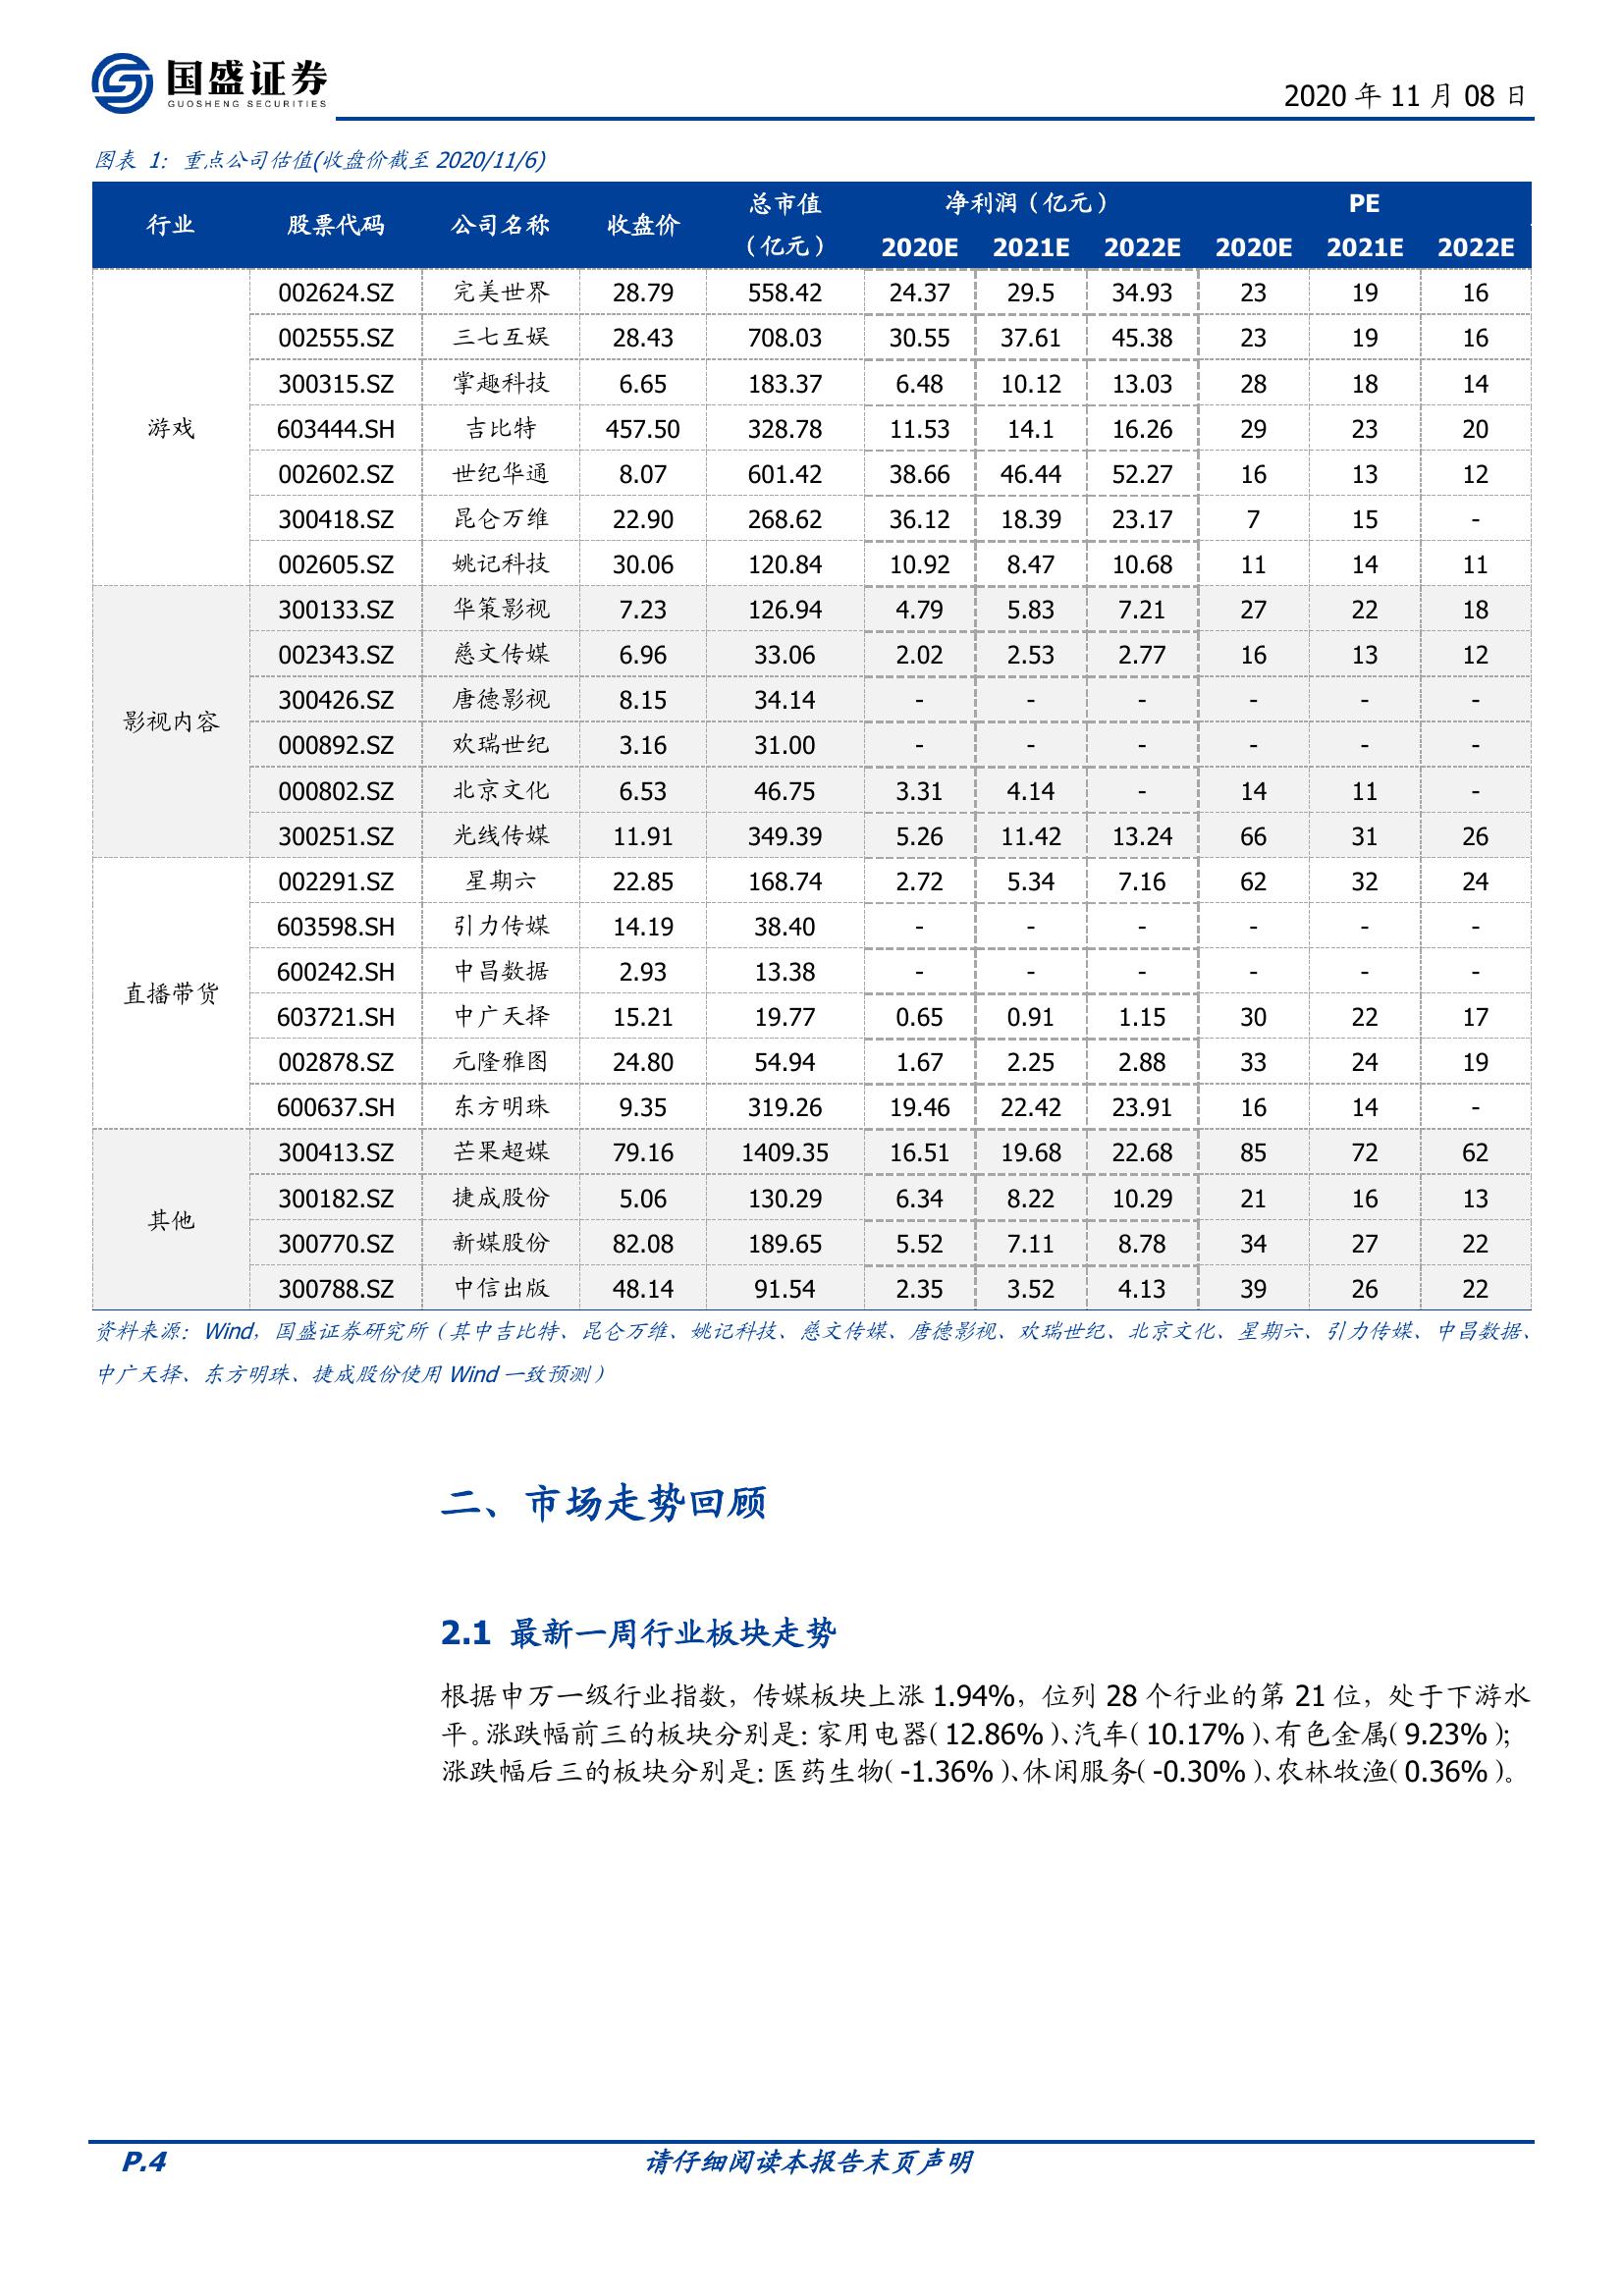 国盛证券
GUOSHENG SECURITIES
2020 年 11 月 08 日
图表 1: 重点公司估值(收盘价截至 2020/11/6)
行业 股票代码 公司名称 收盘价 总市值（亿元） 净利润（亿元） PE
2020E 2021E 2022E 2020E 2021E 2022E
游戏
002624.SZ 完美世界 28.79 558.42 24.37 29.5 34.93 23 19 16
002555.SZ 三七互娱 28.43 708.03 30.55 37.61 45.38 23 19 16
300315.SZ 掌趣科技 6.65 183.37 6.48 10.12 13.03 28 18 14
603444.SH 吉比特 457.50 328.78 11.53 14.1 16.26 29 23 20
002602.SZ 世纪华通 8.07 601.42 38.66 46.44 52.27 16 13 12
300418.SZ 昆仑万维 22.90 268.62 36.12 18.39 23.17 7 15 -
002605.SZ 姚记科技 30.06 120.84 10.92 8.47 10.68 11 14 11
影视内容
300133.SZ 华策影视 7.23 126.94 4.79 5.83 7.21 27 22 18
002343.SZ 慈文传媒 6.96 33.06 2.02 2.53 2.77 16 13 12
300426.SZ 唐德影视 8.15 34.14 - - - - - -
000892.SZ 欢瑞世纪 3.16 31.00 - - - - - -
000802.SZ 北京文化 6.53 46.75 3.31 4.14 - 14 11 -
300251.SZ 光线传媒 11.91 349.39 5.26 11.42 13.24 66 31 26
直播带货
002291.SZ 星期六 22.85 168.74 2.72 5.34 7.16 62 32 24
603598.SH 引力传媒 14.19 38.40 - - - - - -
600242.SH 中昌数据 2.93 13.38 - - - - - -
603721.SH 中广天择 15.21 19.77 0.65 0.91 1.15 30 22 17
002878.SZ 元隆雅图 24.80 54.94 1.67 2.25 2.88 33 24 19
600637.SH 东方明珠 9.35 319.26 19.46 22.42 23.91 16 14 -
其他
300413.SZ 芒果超媒 79.16 1409.35 16.51 19.68 22.68 85 72 62
300182.SZ 捷成股份 5.06 130.29 6.34 8.22 10.29 21 16 13
300770.SZ 新媒股份 82.08 189.65 5.52 7.11 8.78 34 27 22
300788.SZ 中信出版 48.14 91.54 2.35 3.52 4.13 39 26 22
资料来源：Wind，国盛证券研究所（其中吉比特、昆仑万维、姚记科技、慈文传媒、唐德影视、欢瑞世纪、北京文化、星期六、引力传媒、中昌数据、
中广天择、东方明珠、捷成股份使用 Wind 一致预测）
二、市场走势回顾
2.1 最新一周行业板块走势
根据申万一级行业指数，传媒板块上涨 1.94%，位列 28 个行业的第 21 位，处于下游水
平。涨跌幅前三的板块分别是：家用电器（12.86%）、汽车（10.17%）、有色金属（9.23%）；
涨跌幅后三的板块分别是：医药生物（-1.36%）、休闲服务（-0.30%）、农林牧渔（0.36%）。
P.4 请仔细阅读本报告末页声明